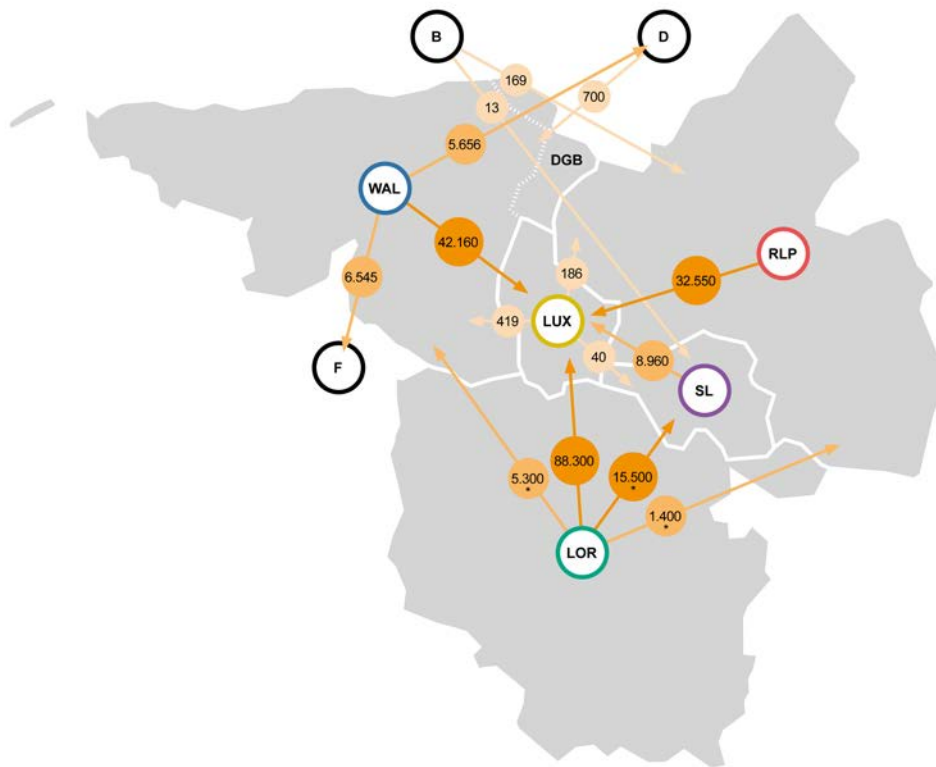 B
D
169
700
13
5.656
DGB
WAL
42.160
RLP
186
32.550
6.545
419
LUX
40
8.960
F
SL
88.300
5.300
*
15.500
*
1.400
*
LOR